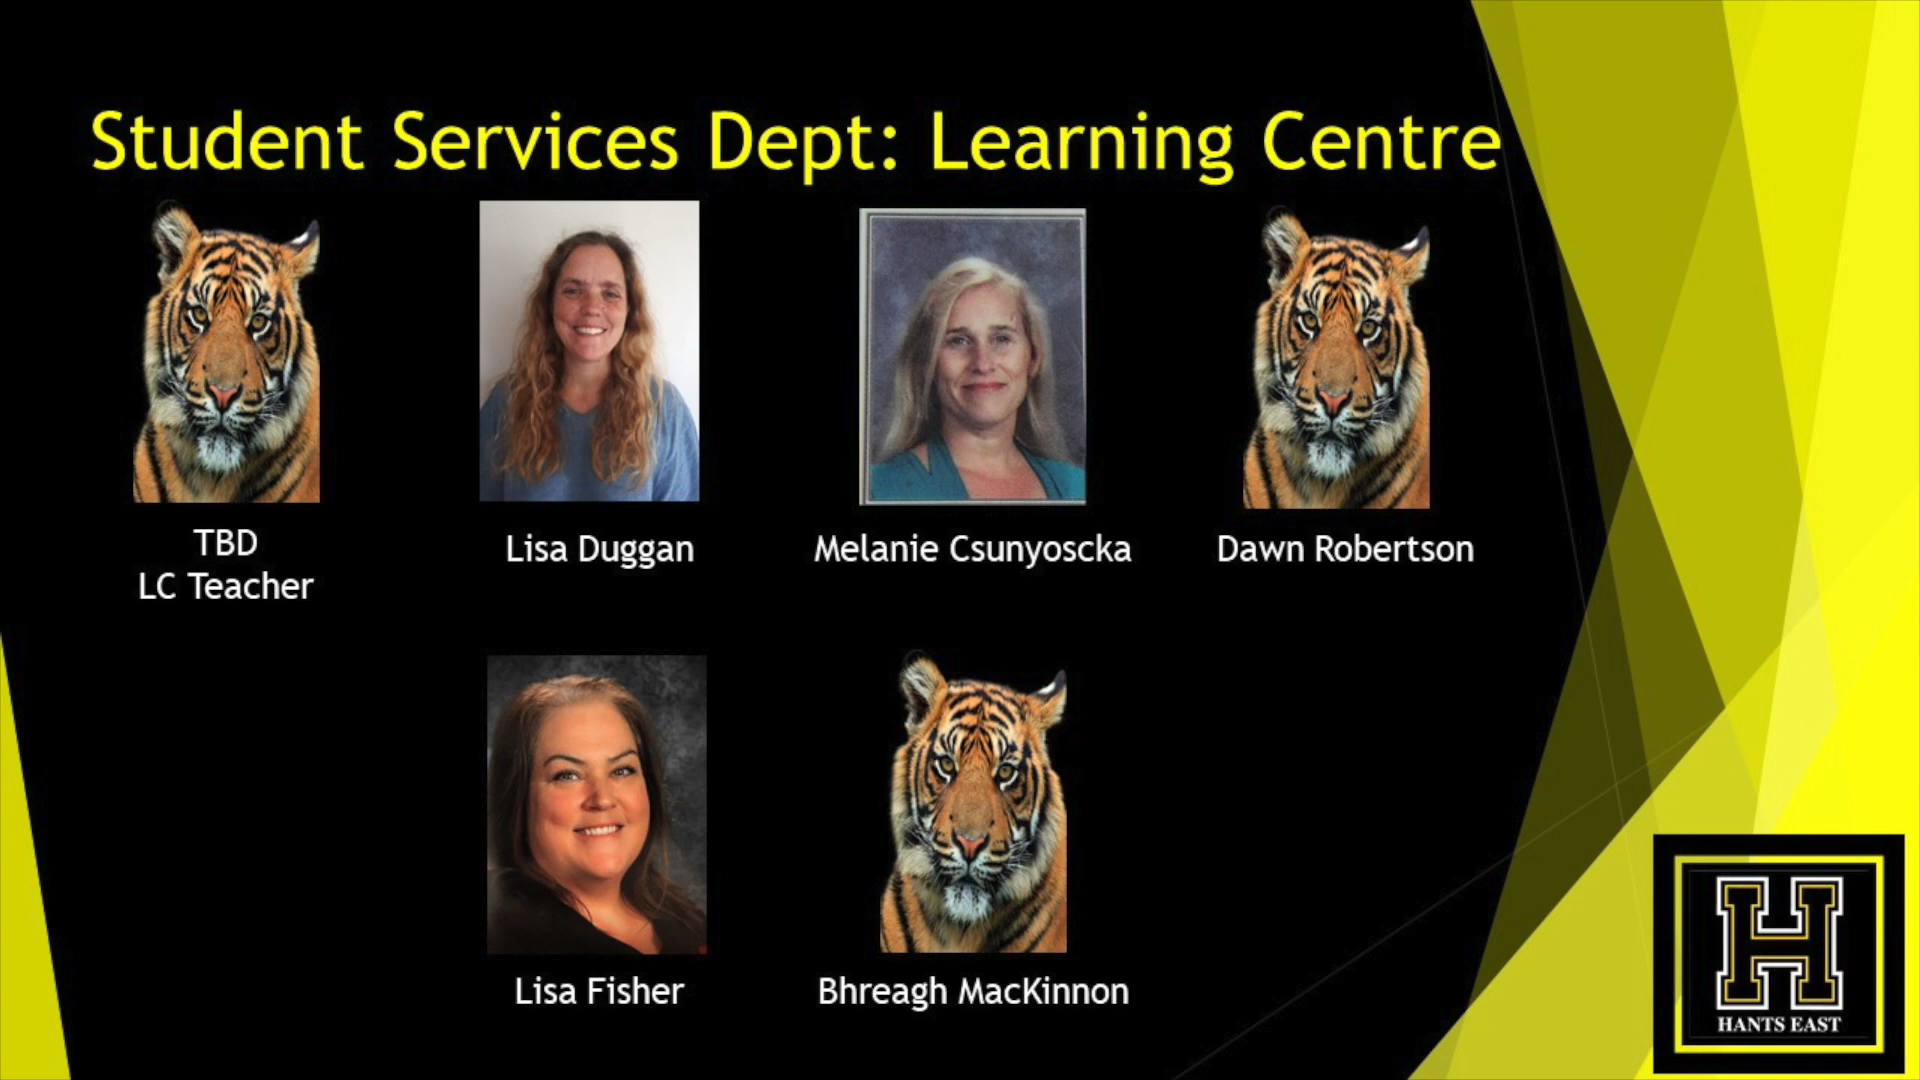 Student Services Dept: Learning Centre
TBD
LC Teacher
Lisa Duggan
Melanie Csunyoscka
Dawn Robertson
Lisa Fisher
Bhreagh MacKinnon
H
HANTS EAST